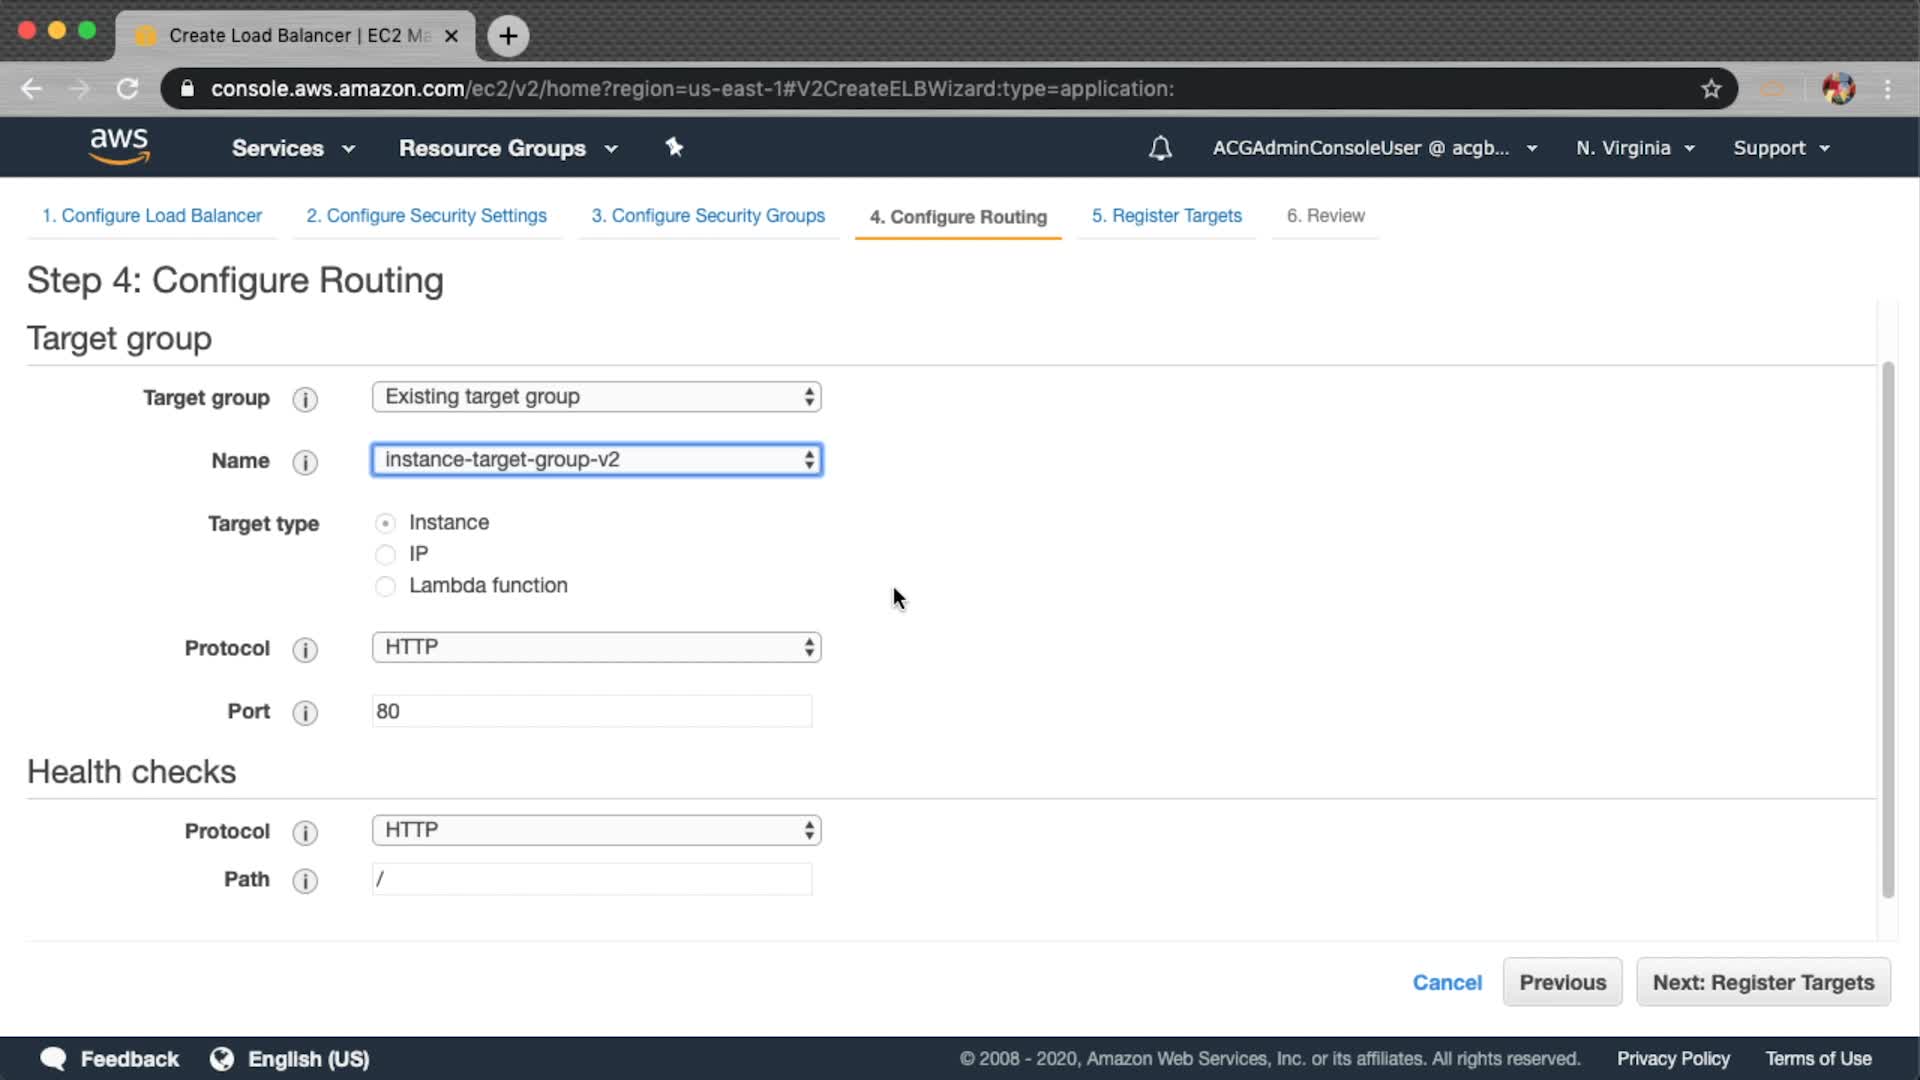 Create Load Balancer | EC2 Ma
console.aws.amazon.com/ec2/v2/home?region=us-east-1#V2CreateELBWizard:type=application:
aws
Services
Resource Groups
ACGAdminConsoleUser @ acgb...
N. Virginia
Support
1. Configure Load Balancer
2. Configure Security Settings
3. Configure Security Groups
4. Configure Routing
5. Register Targets
6. Review
Step 4: Configure Routing
Target group
Target group
i
Existing target group
Name
i
instance-target-group-v2
Target type
Instance
IP
Lambda function
Protocol
i
HTTP
Port
i
80
Health checks
Protocol
i
HTTP
Path
i
/
Cancel
Previous
Next: Register Targets
Feedback
English (US)
© 2008 - 2020, Amazon Web Services, Inc. or its affiliates. All rights reserved.
Privacy Policy
Terms of Use